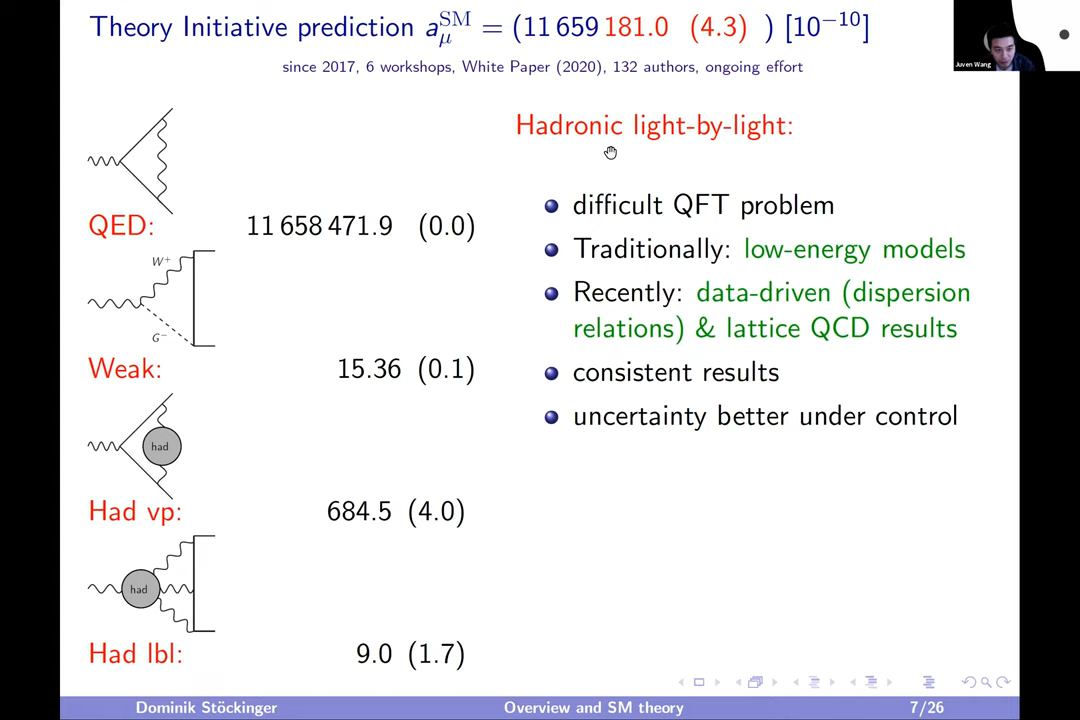 Theory Initiative prediction a_μ^SM = (11 659 181.0 (4.3) ) [10^−10]
since 2017, 6 workshops, White Paper (2020), 132 authors, ongoing effort
Juven Wang
Hadronic light-by-light:
QED: 11 658 471.9 (0.0)
W+
G−
Weak: 15.36 (0.1)
had
Had vp: 684.5 (4.0)
had
Had lbl: 9.0 (1.7)
difficult QFT problem
Traditionally: low-energy models
Recently: data-driven (dispersion
relations) & lattice QCD results
consistent results
uncertainty better under control
Dominik Stöckinger Overview and SM theory 7/26